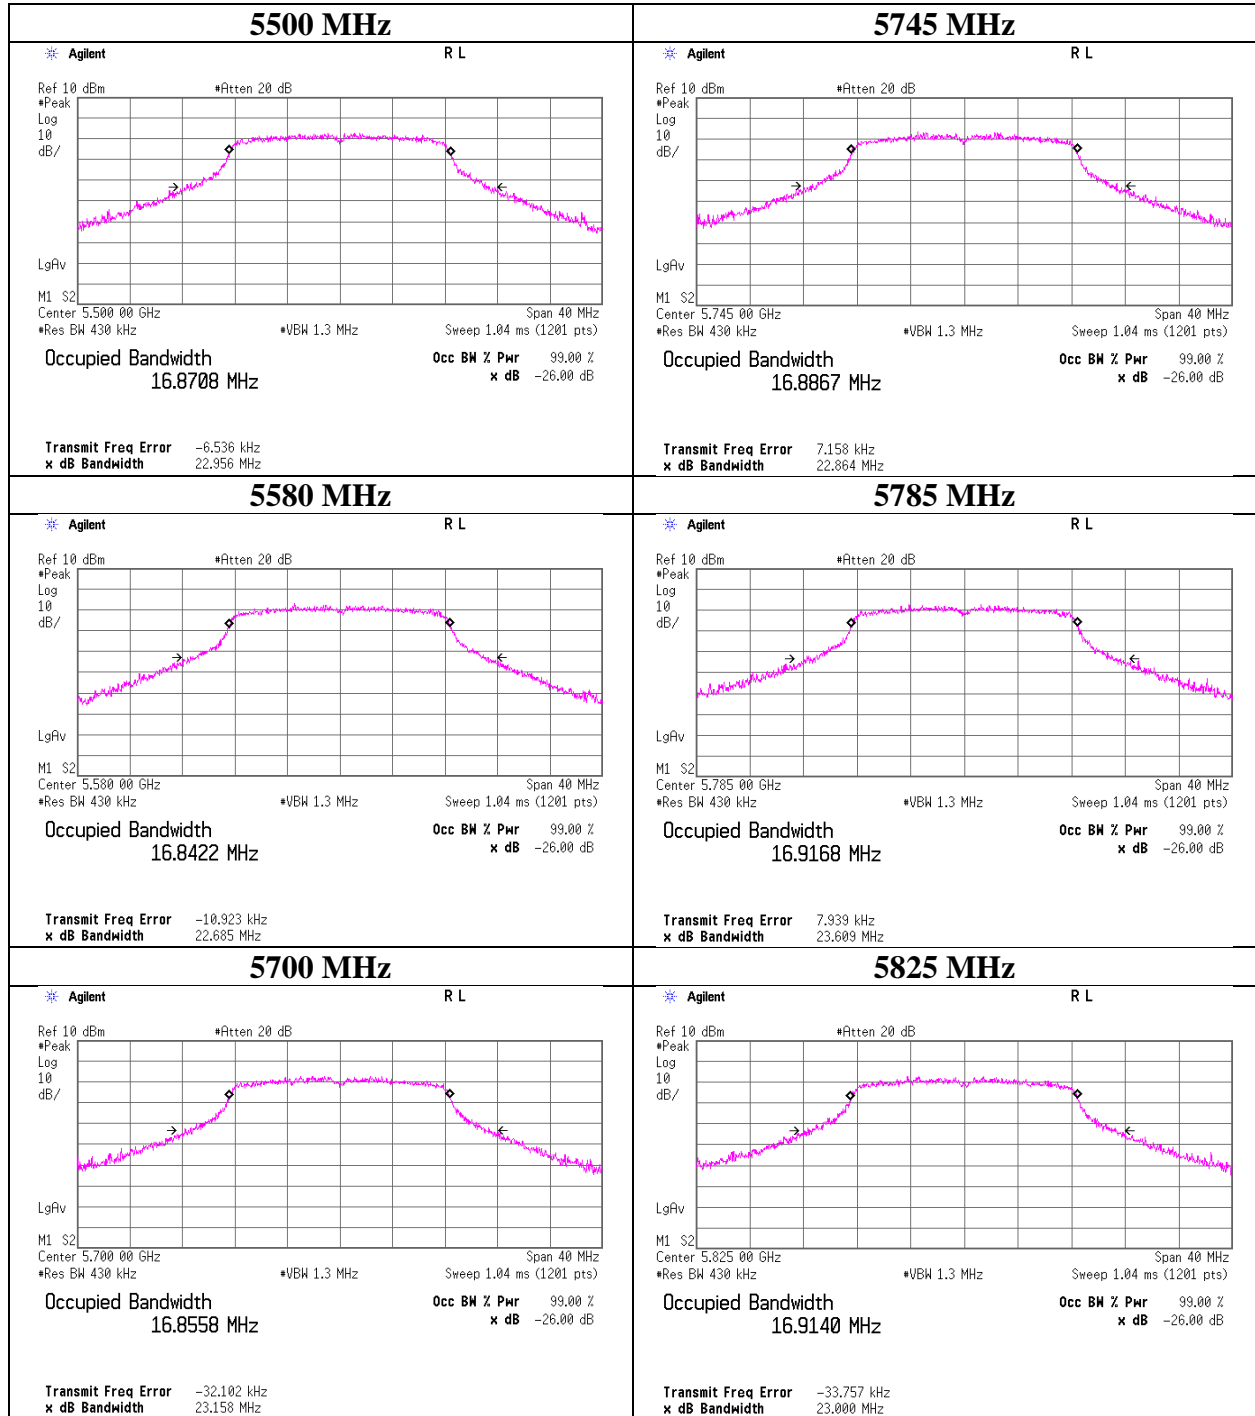 5500 MHz
Agilent R L
Ref 10 dBm #Atten 20 dB
#Peak
Log
10
dB/
LgAv
M1 S2
Center 5.500 00 GHz Span 40 MHz
#Res BW 430 kHz #VBW 1.3 MHz Sweep 1.04 ms (1201 pts)
Occupied Bandwidth Occ BW % Pwr 99.00 %
16.8708 MHz x dB -26.00 dB
Transmit Freq Error -6.536 kHz
x dB Bandwidth 22.956 MHz
5745 MHz
Agilent R L
Ref 10 dBm #Atten 20 dB
#Peak
Log
10
dB/
LgAv
M1 S2
Center 5.745 00 GHz Span 40 MHz
#Res BW 430 kHz #VBW 1.3 MHz Sweep 1.04 ms (1201 pts)
Occupied Bandwidth Occ BW % Pwr 99.00 %
16.8867 MHz x dB -26.00 dB
Transmit Freq Error 7.158 kHz
x dB Bandwidth 22.864 MHz
5580 MHz
Agilent R L
Ref 10 dBm #Atten 20 dB
#Peak
Log
10
dB/
LgAv
M1 S2
Center 5.580 00 GHz Span 40 MHz
#Res BW 430 kHz #VBW 1.3 MHz Sweep 1.04 ms (1201 pts)
Occupied Bandwidth Occ BW % Pwr 99.00 %
16.8422 MHz x dB -26.00 dB
Transmit Freq Error -10.923 kHz
x dB Bandwidth 22.685 MHz
5785 MHz
Agilent R L
Ref 10 dBm #Atten 20 dB
#Peak
Log
10
dB/
LgAv
M1 S2
Center 5.785 00 GHz Span 40 MHz
#Res BW 430 kHz #VBW 1.3 MHz Sweep 1.04 ms (1201 pts)
Occupied Bandwidth Occ BW % Pwr 99.00 %
16.9168 MHz x dB -26.00 dB
Transmit Freq Error 7.939 kHz
x dB Bandwidth 23.609 MHz
5700 MHz
Agilent R L
Ref 10 dBm #Atten 20 dB
#Peak
Log
10
dB/
LgAv
M1 S2
Center 5.700 00 GHz Span 40 MHz
#Res BW 430 kHz #VBW 1.3 MHz Sweep 1.04 ms (1201 pts)
Occupied Bandwidth Occ BW % Pwr 99.00 %
16.8558 MHz x dB -26.00 dB
Transmit Freq Error -32.102 kHz
x dB Bandwidth 23.158 MHz
5825 MHz
Agilent R L
Ref 10 dBm #Atten 20 dB
#Peak
Log
10
dB/
LgAv
M1 S2
Center 5.825 00 GHz Span 40 MHz
#Res BW 430 kHz #VBW 1.3 MHz Sweep 1.04 ms (1201 pts)
Occupied Bandwidth Occ BW % Pwr 99.00 %
16.9140 MHz x dB -26.00 dB
Transmit Freq Error -33.757 kHz
x dB Bandwidth 23.000 MHz